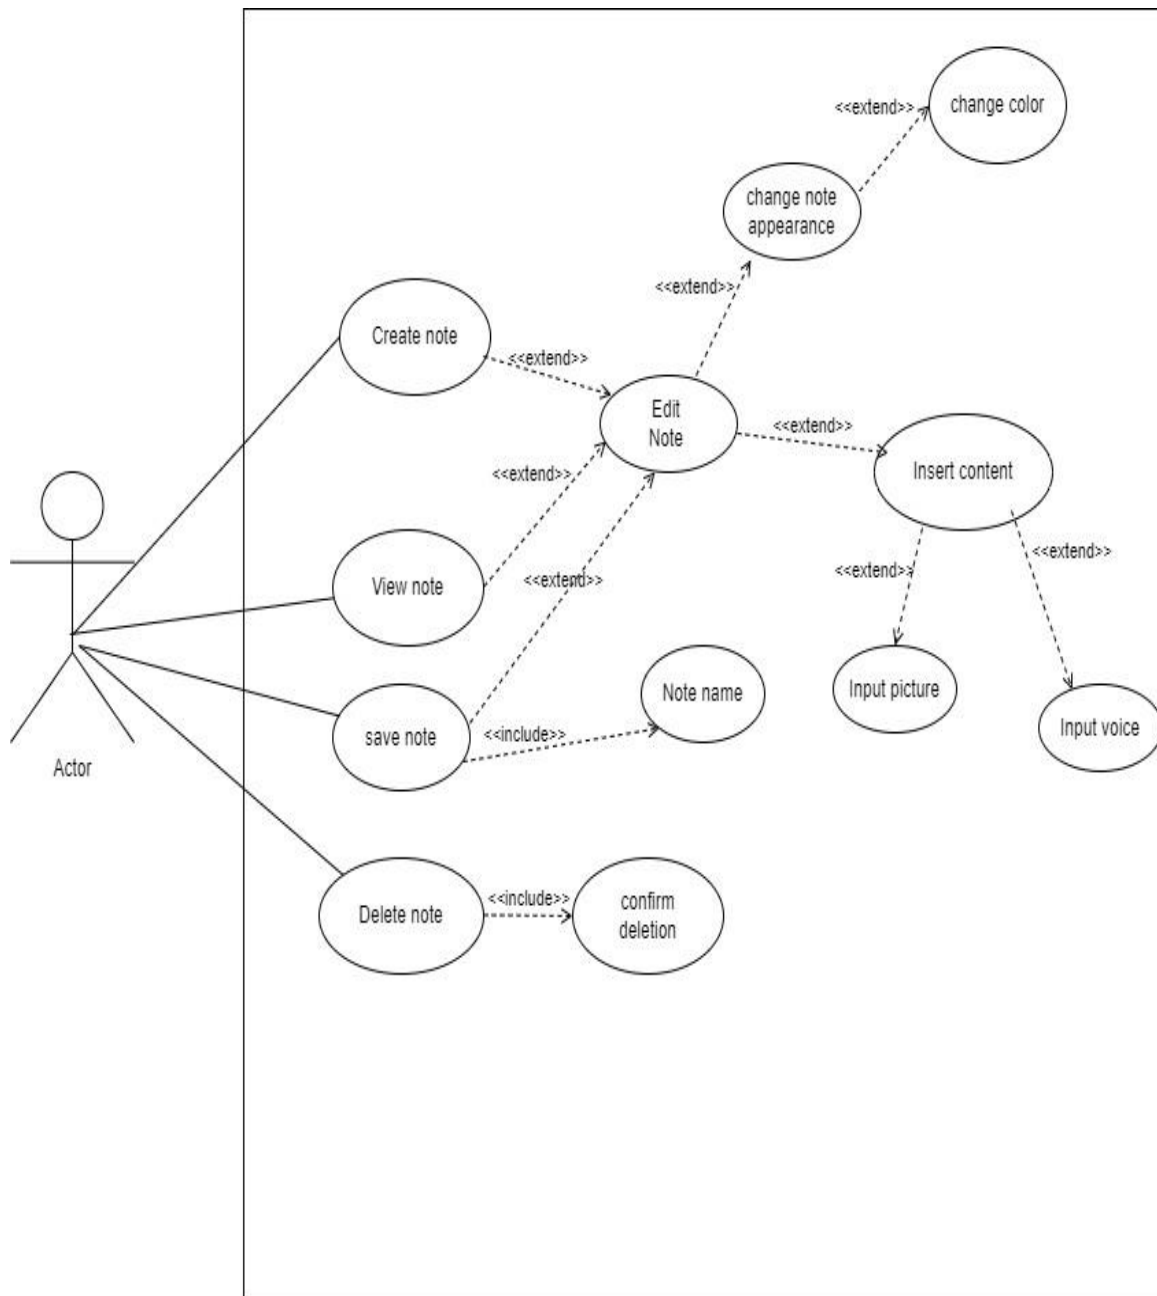 <<extend>>
change color
change note
appearance
<<extend>>
Create note
<<extend>>
Edit
Note
<<extend>>
Insert content
<<extend>>
<<extend>>
<<extend>>
<<extend>>
View note
Note name
Input picture
Input voice
save note
<<include>>
Actor
Delete note
<<include>>
confirm
deletion